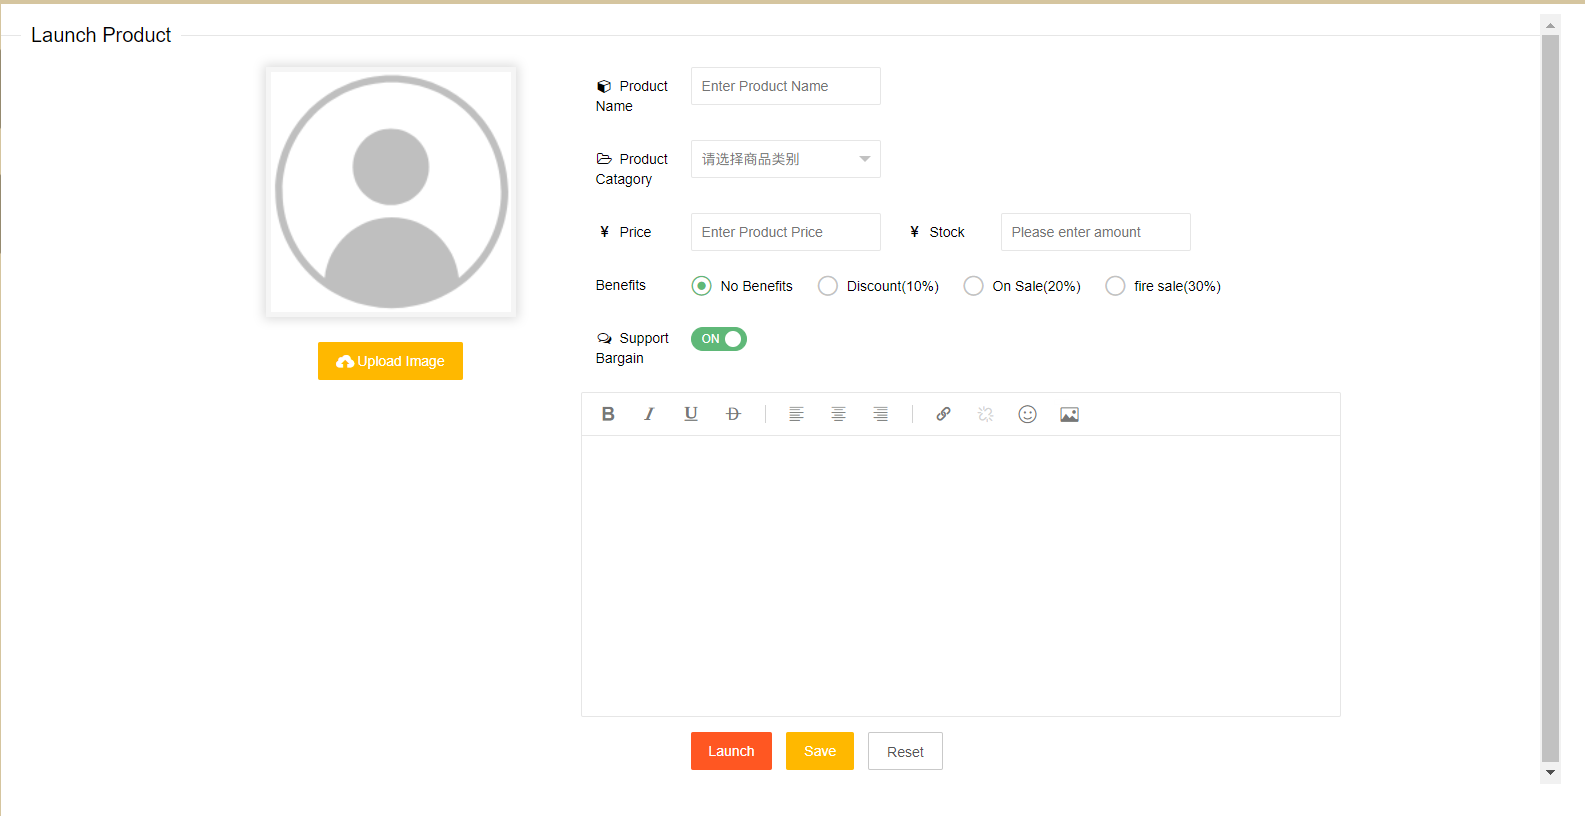 Launch Product
Product
Name
Enter Product Name
Product
Catagory
请选择商品类别
¥ Price
Enter Product Price
¥ Stock
Please enter amount
Benefits
No Benefits
Discount(10%)
On Sale(20%)
fire sale(30%)
Support
Bargain
ON
Upload Image
B I U D
Launch
Save
Reset